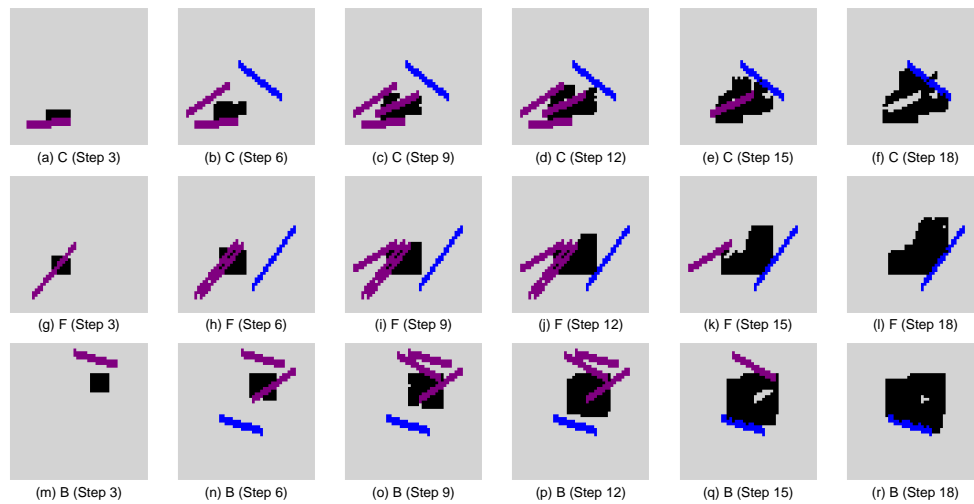 (a) C (Step 3) (b) C (Step 6) (c) C (Step 9) (d) C (Step 12) (e) C (Step 15) (f) C (Step 18)
(g) F (Step 3) (h) F (Step 6) (i) F (Step 9) (j) F (Step 12) (k) F (Step 15) (l) F (Step 18)
(m) B (Step 3) (n) B (Step 6) (o) B (Step 9) (p) B (Step 12) (q) B (Step 15) (r) B (Step 18)